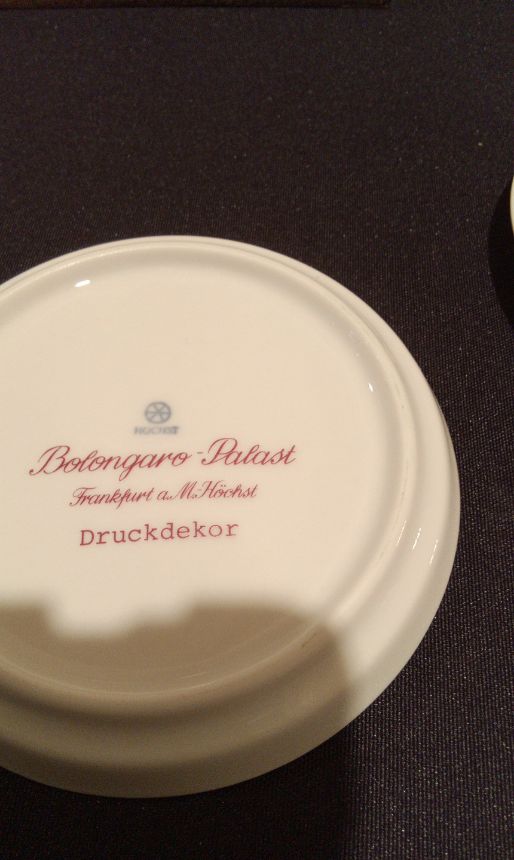 HÖCHST
Bolongaro-Palast
Frankfurt a.M.-Höchst
Druckdekor